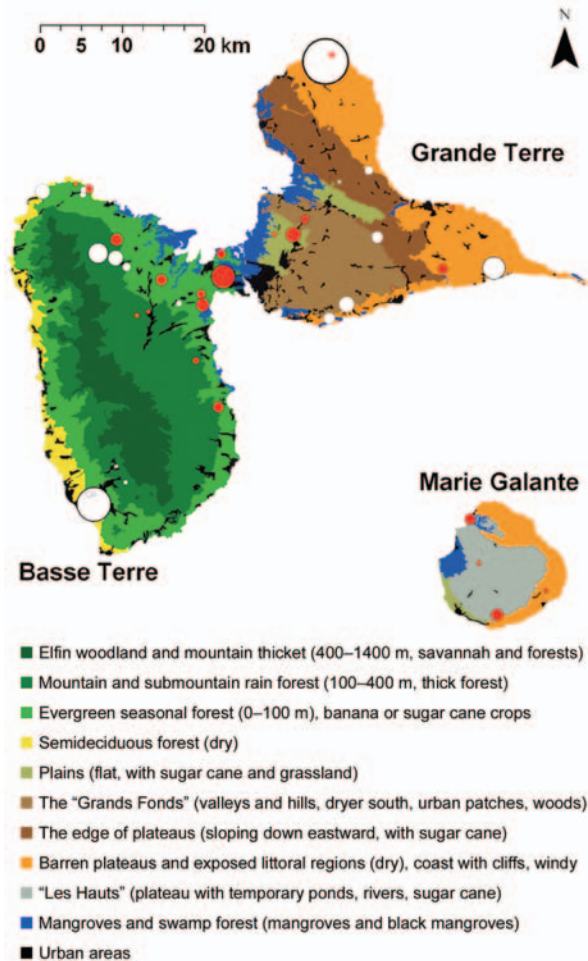 N
0 5 10 20 km
Grande Terre
Marie Galante
Basse Terre
Elfin woodland and mountain thicket (400–1400 m, savannah and forests)
Mountain and submountain rain forest (100–400 m, thick forest)
Evergreen seasonal forest (0–100 m), banana or sugar cane crops
Semideciduous forest (dry)
Plains (flat, with sugar cane and grassland)
The “Grands Fonds” (valleys and hills, dryer south, urban patches, woods)
The edge of plateaus (sloping down eastward, with sugar cane)
Barren plateaus and exposed littoral regions (dry), coast with cliffs, windy
“Les Hauts” (plateau with temporary ponds, rivers, sugar cane)
Mangroves and swamp forest (mangroves and black mangroves)
Urban areas